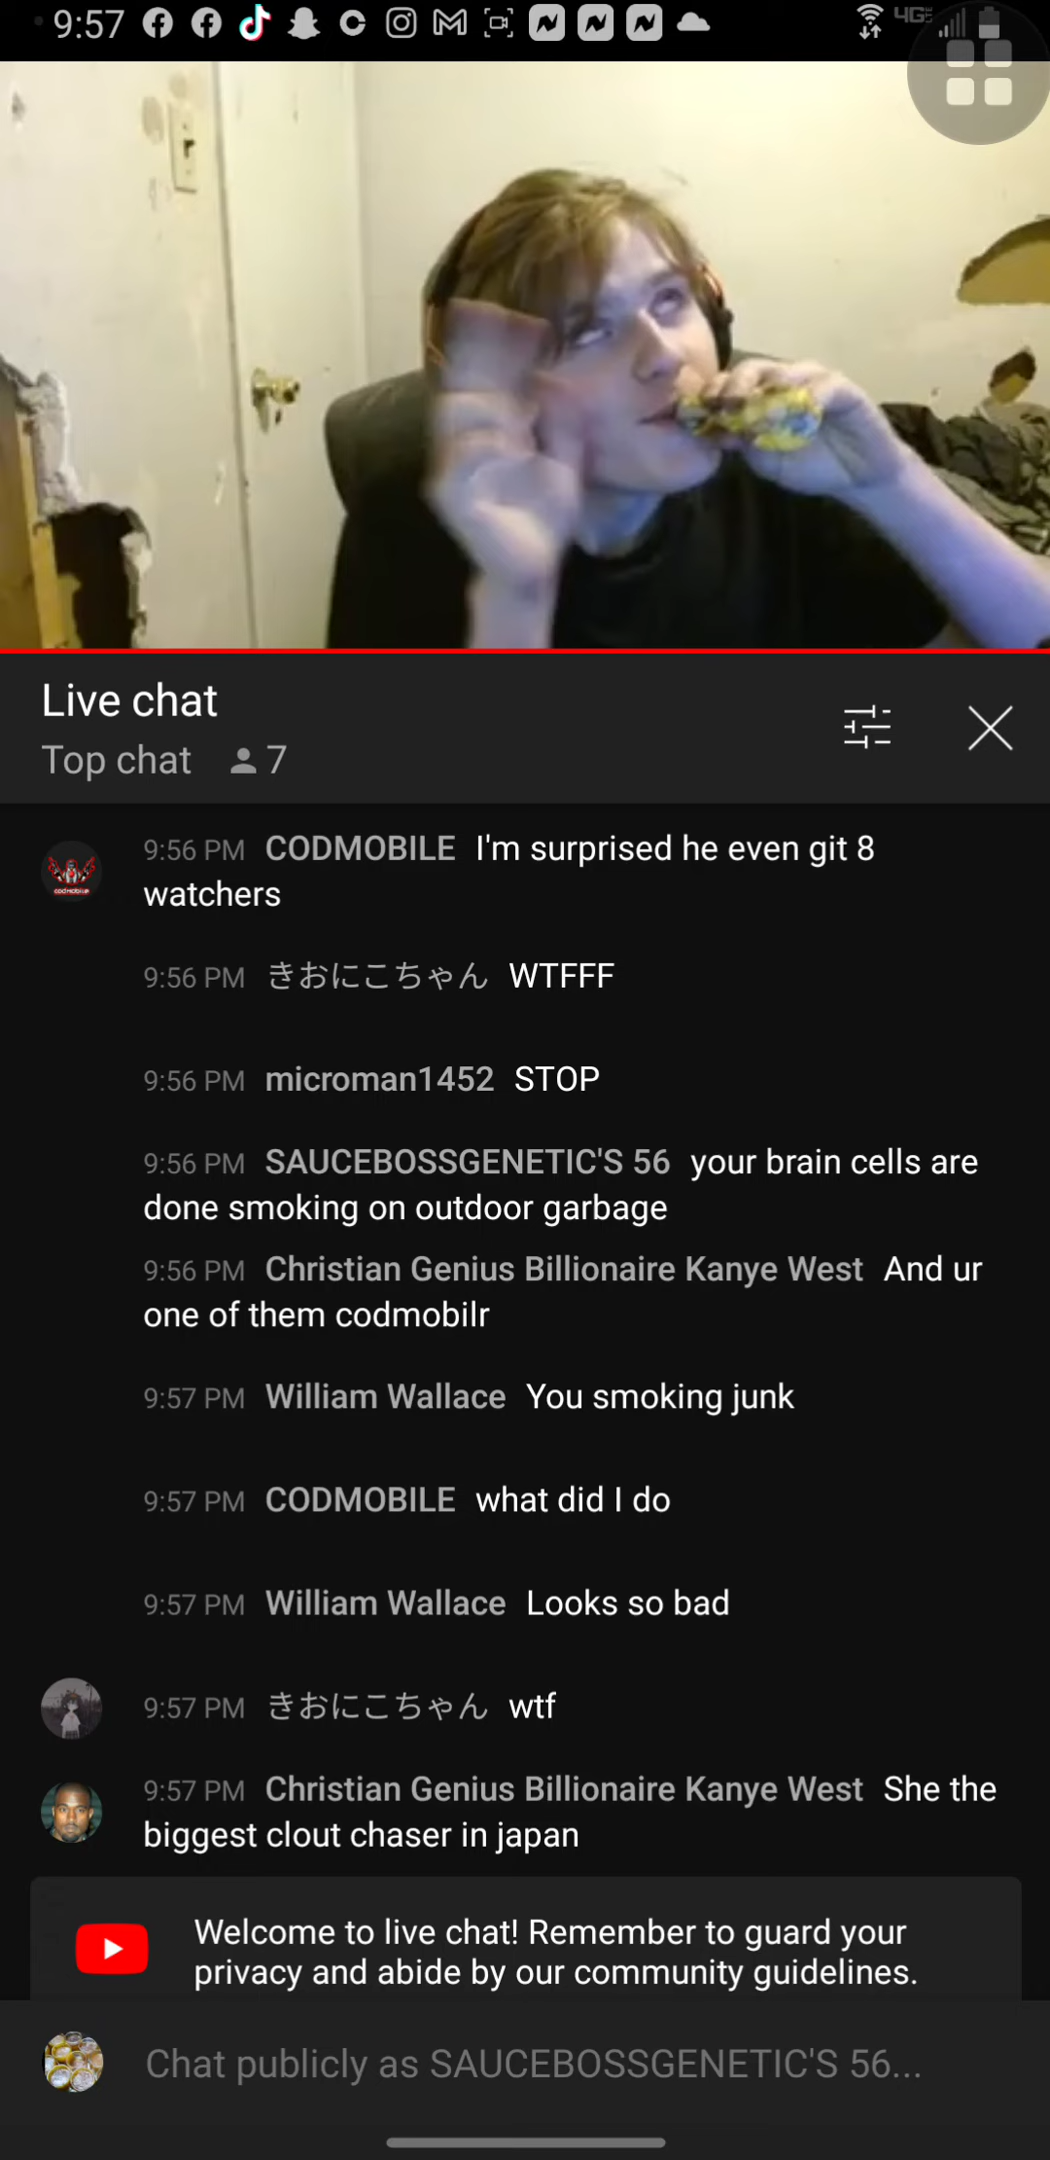 9:57
4G
Live chat
Top chat 7
9:56 PM CODMOBILE I'm surprised he even git 8
watchers
9:56 PM きおにこちゃん WTFFF
9:56 PM microman1452 STOP
9:56 PM SAUCEBOSSGENETIC'S 56 your brain cells are
done smoking on outdoor garbage
9:56 PM Christian Genius Billionaire Kanye West And ur
one of them codmobilr
9:57 PM William Wallace You smoking junk
9:57 PM CODMOBILE what did I do
9:57 PM William Wallace Looks so bad
9:57 PM きおにこちゃん wtf
9:57 PM Christian Genius Billionaire Kanye West She the
biggest clout chaser in japan
Welcome to live chat! Remember to guard your
privacy and abide by our community guidelines.
Chat publicly as SAUCEBOSSGENETIC'S 56...